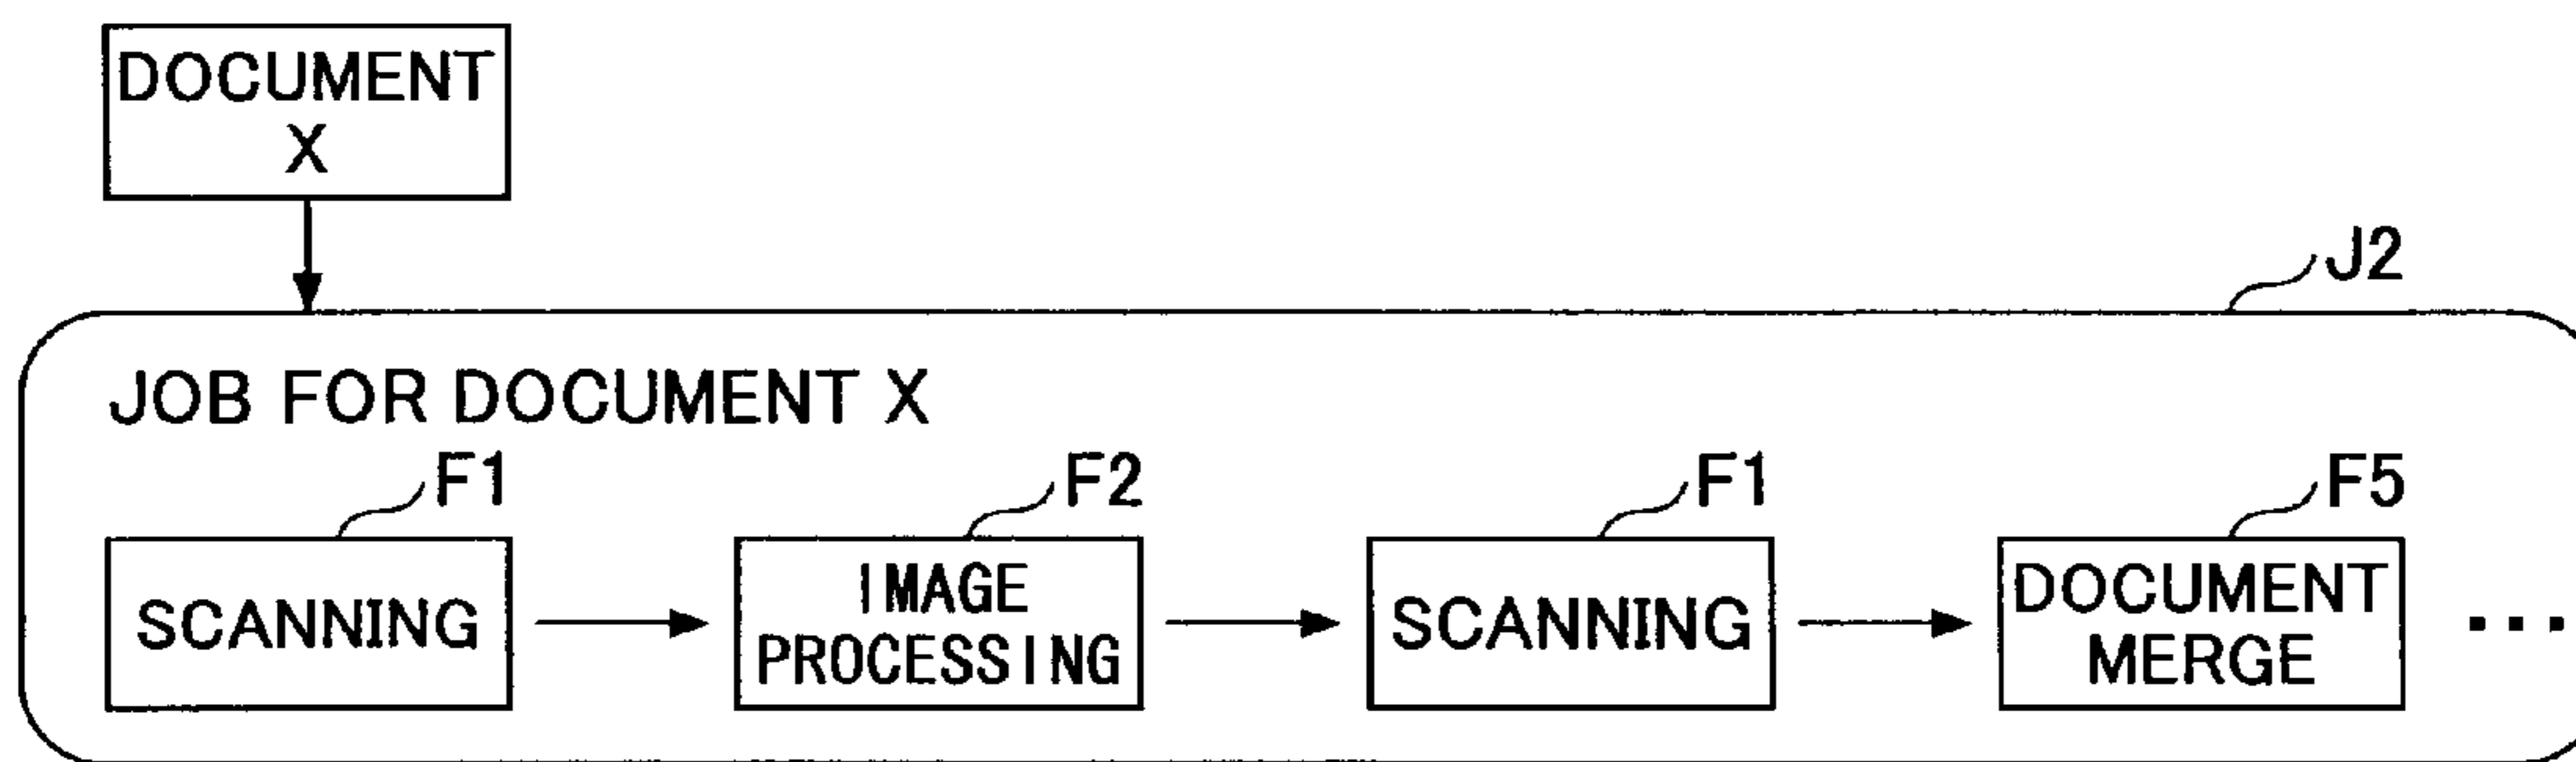 DOCUMENT
X
J2
JOB FOR DOCUMENT X
F1
F2
F1
F5
SCANNING
IMAGE
PROCESSING
SCANNING
DOCUMENT
MERGE
...